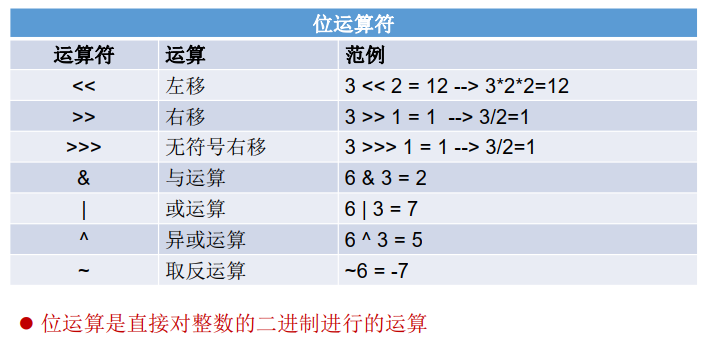 位运算符
运算符 运算 范例
<< 左移 3 << 2 = 12 --> 3*2*2=12
>> 右移 3 >> 1 = 1 --> 3/2=1
>>> 无符号右移 3 >>> 1 = 1 --> 3/2=1
& 与运算 6 & 3 = 2
| 或运算 6 | 3 = 7
^ 异或运算 6 ^ 3 = 5
~ 取反运算 ~6 = -7
● 位运算是直接对整数的二进制进行的运算